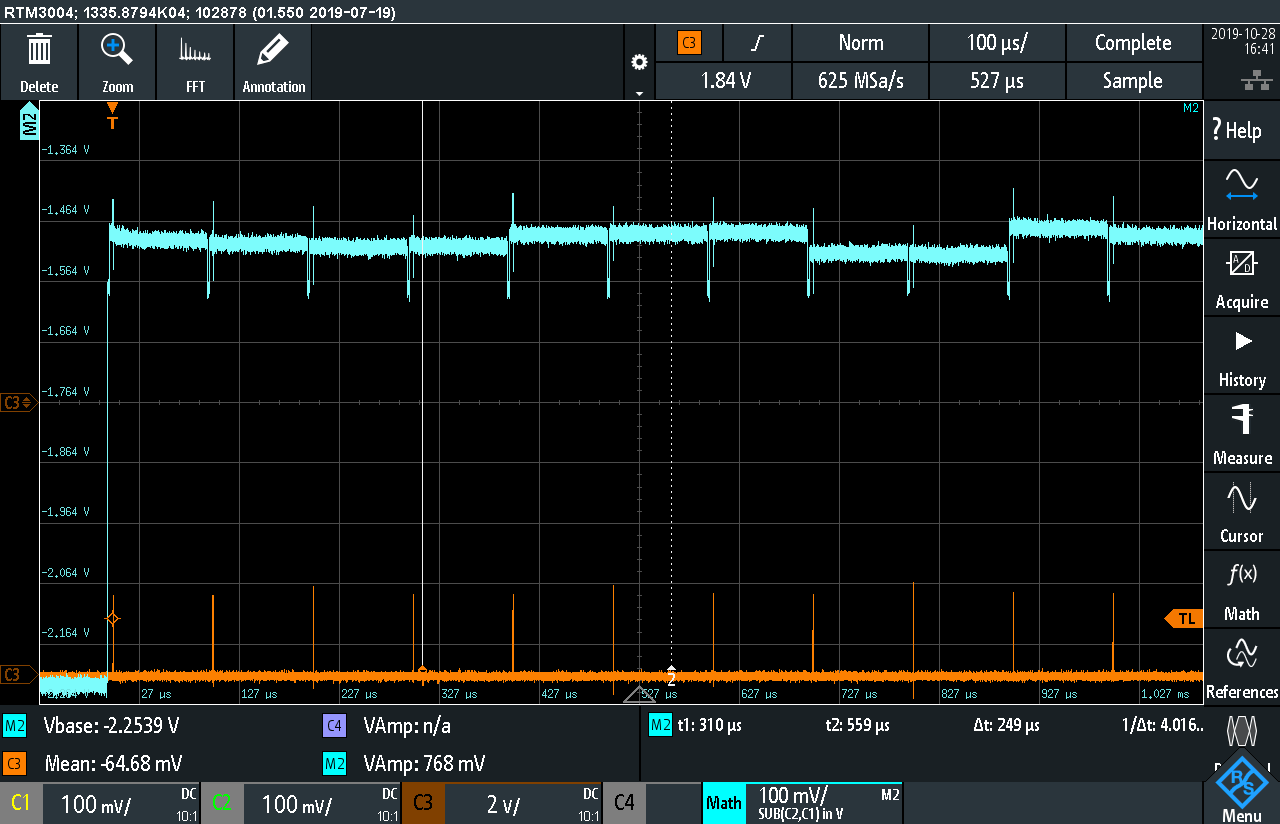 RTM3004; 1335.8794K04; 102878 (01.550 2019-07-19)
Delete
Zoom
FFT
Annotation
C3
Norm
100 µs/
Complete
1.84 V
625 MSa/s
527 µs
Sample
2019-10-28
16:41
M2
T
M2
-1,364 V
-1,464 V
-1,564 V
-1,664 V
-1,764 V
C3
-1,864 V
-1,964 V
-2,064 V
-2,164 V
TL
C3
2
27 µs
127 µs
227 µs
327 µs
427 µs
527 µs
627 µs
727 µs
827 µs
927 µs
1,027 ms
? Help
Horizontal
A/D
Acquire
History
Measure
Cursor
f(x)
Math
References
R&S
Menu
M2 Vbase: -2.2539 V
C4 VAmp: n/a
M2 t1: 310 µs t2: 559 µs Δt: 249 µs 1/Δt: 4.016..
C3 Mean: -64.68 mV
M2 VAmp: 768 mV
C1 100 mV/ DC 10:1
C2 100 mV/ DC 10:1
C3 2 V/ DC 10:1
C4
Math 100 mV/ M2
SUB(C2,C1) in V